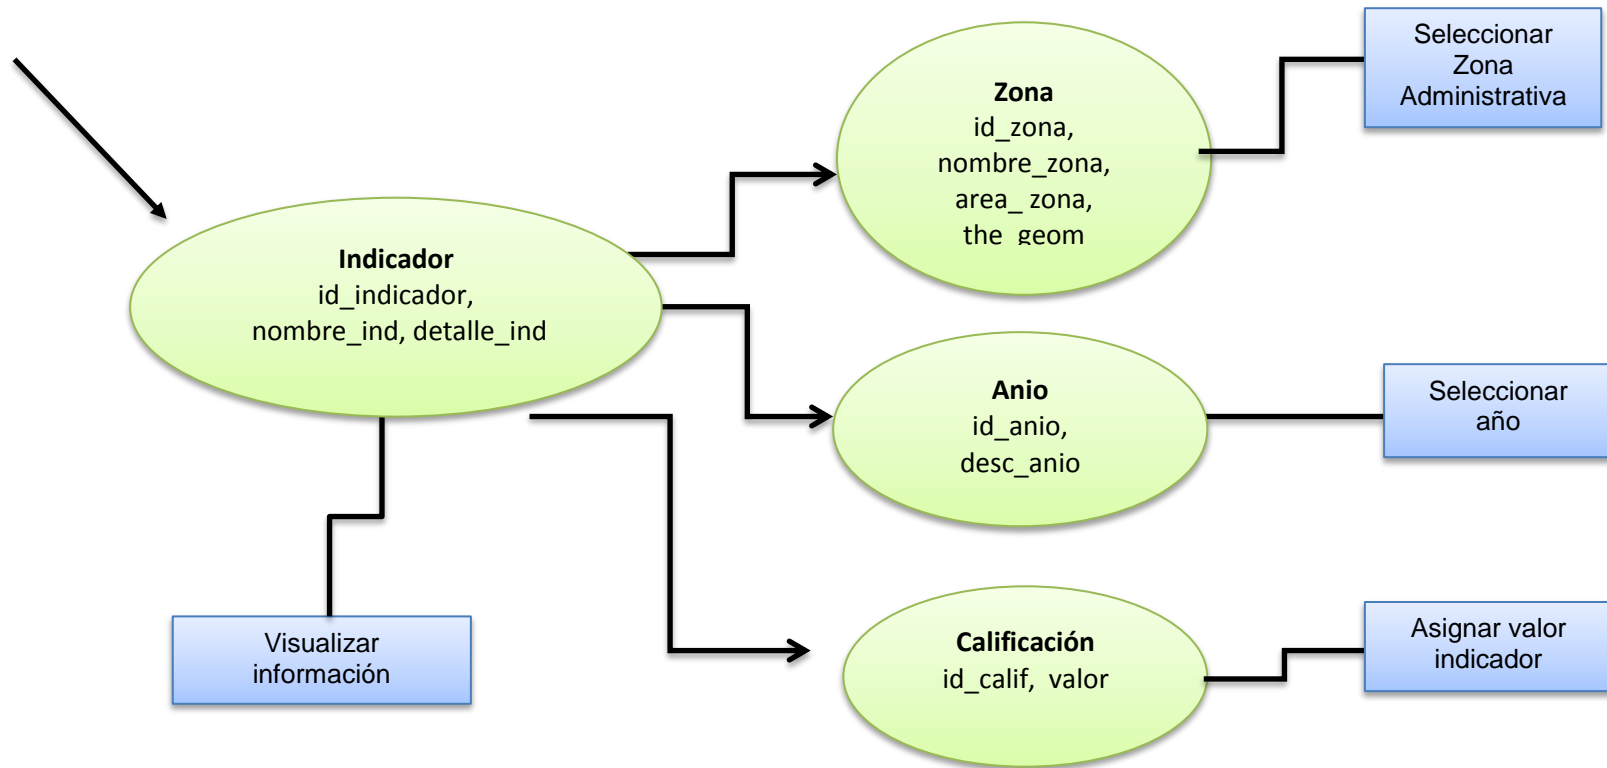 Seleccionar
Zona
Administrativa
Zona
id_zona,
nombre_zona,
area_ zona,
the_geom
Indicador
id_indicador,
nombre_ind, detalle_ind
Anio
id_anio,
desc_anio
Seleccionar
año
Visualizar
información
Calificación
id_calif,  valor
Asignar valor
indicador